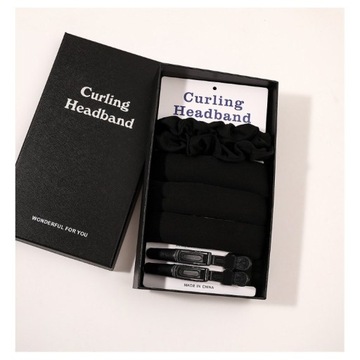 Curling
Headband
WONDERFUL FOR YOU
Curling
Headband
MADE IN CHINA